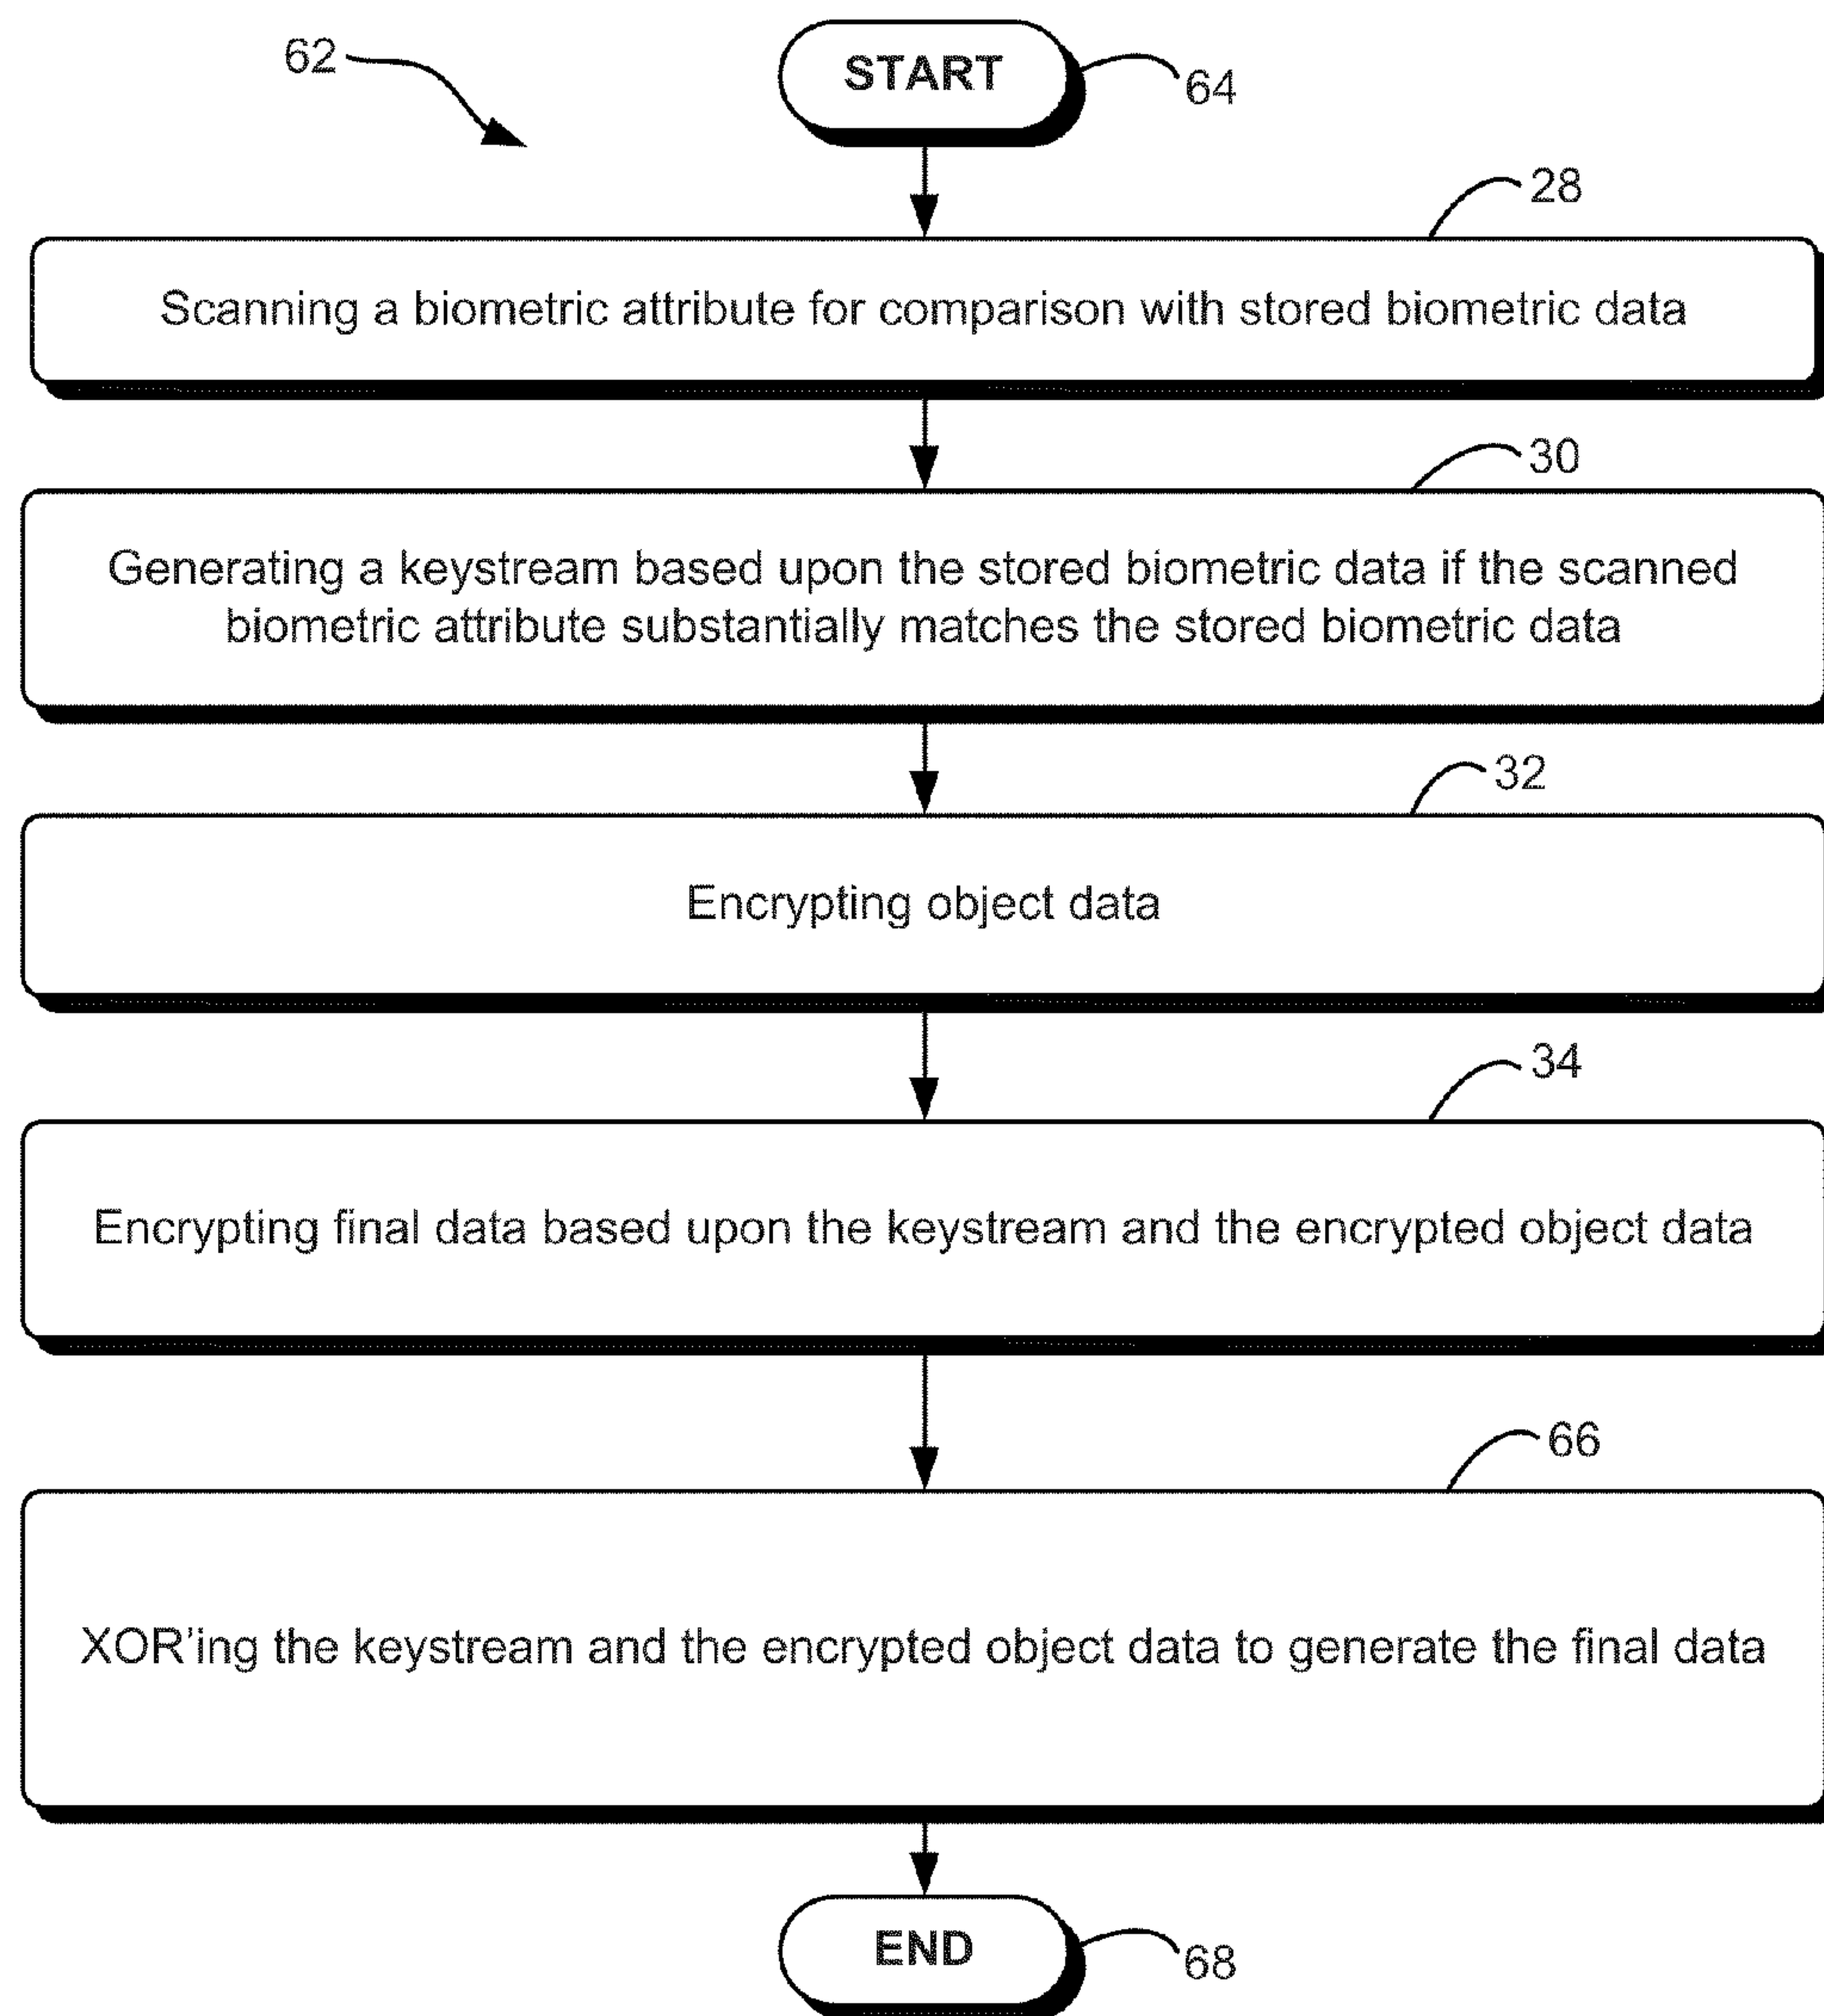 62
START
64
28
Scanning a biometric attribute for comparison with stored biometric data
30
Generating a keystream based upon the stored biometric data if the scanned
biometric attribute substantially matches the stored biometric data
32
Encrypting object data
34
Encrypting final data based upon the keystream and the encrypted object data
66
XOR’ing the keystream and the encrypted object data to generate the final data
END
68